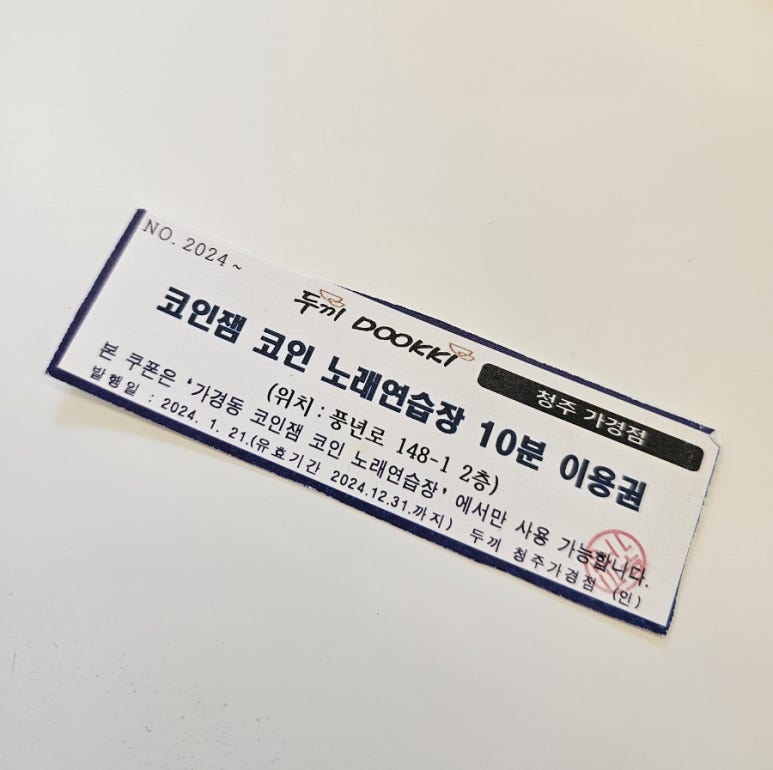 NO. 2024 ~
두끼 DOOKKI 청주 가경점
코인잼 코인 노래연습장 10분 이용권
(위치 : 풍년로 148-1 2층)
본 쿠폰은 '가경동 코인잼 코인 노래연습장' 에서만 사용 가능합니다.
발행일 : 2024. 1. 21.(유효기간 2024.12.31.까지) 두끼 청주가경점 (인)